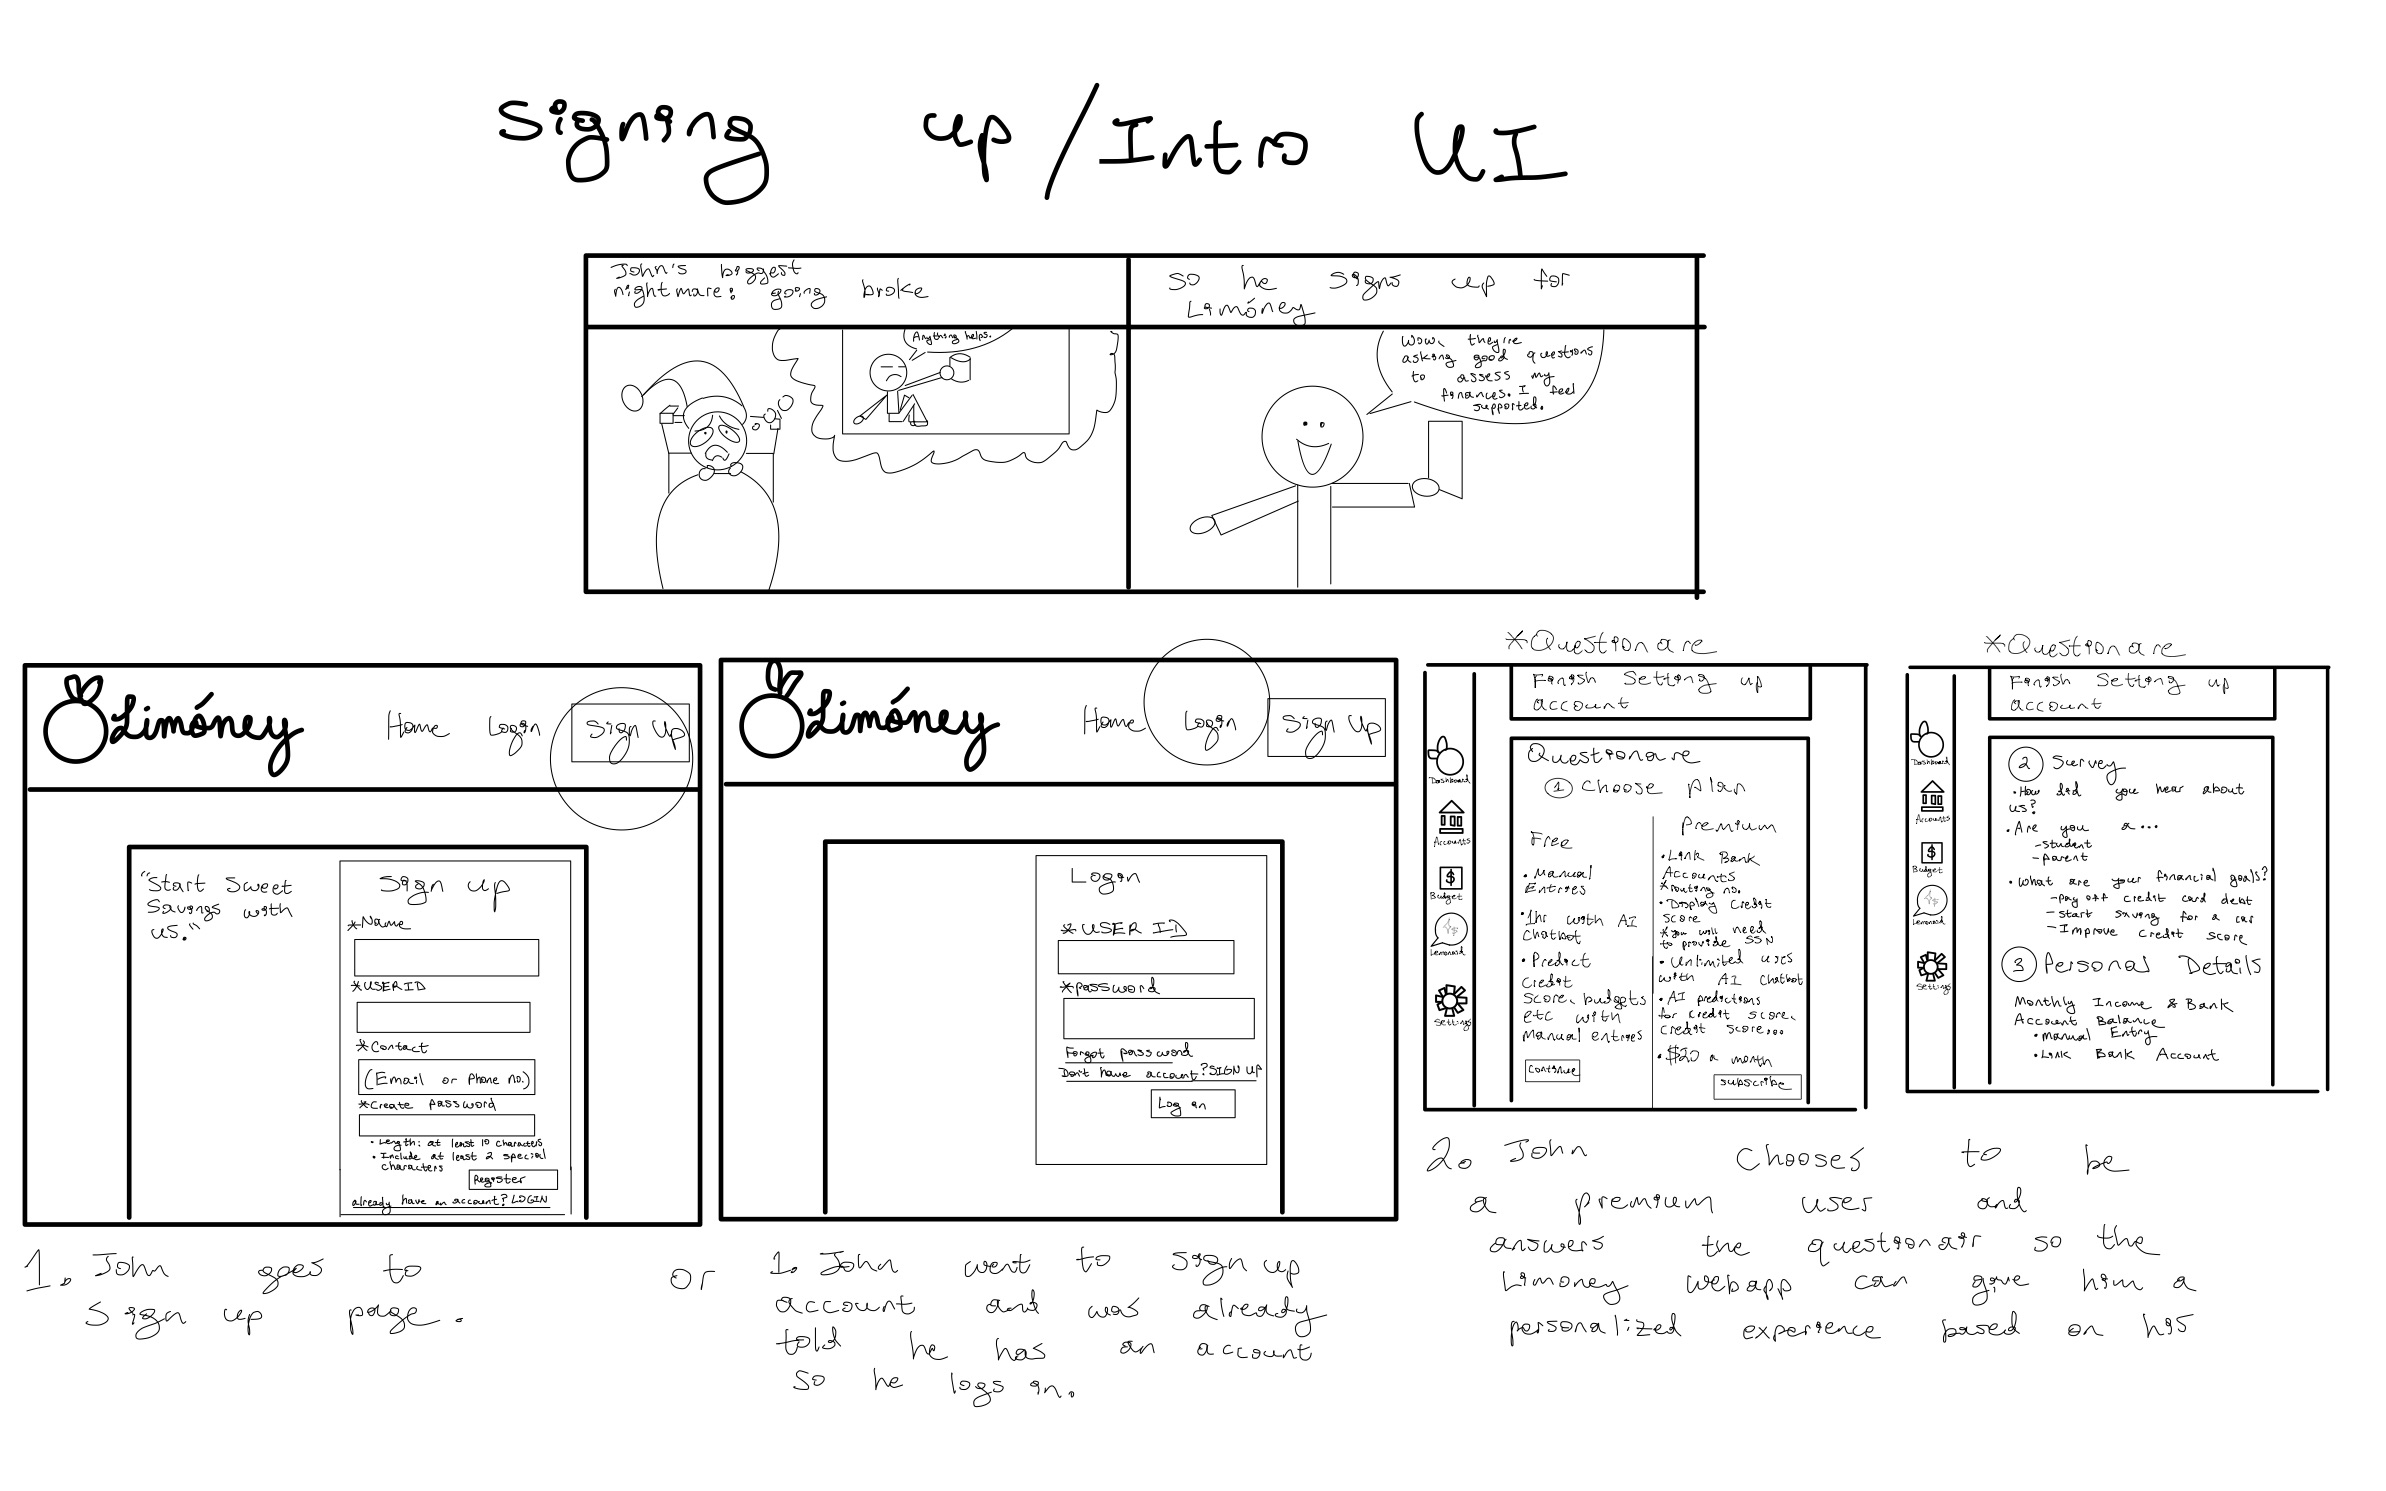 Signing up / Intro UI
John's biggest
nightmare: going broke
Anything helps.
so he signs up for
Limóney
Wow, they're
asking good questions
to assess my
finances. I feel
supported.
Limóney
Home Login Sign Up
"Start Sweet
Savings with
us."
Sign up
*Name
*USER ID
*Contact
(Email or Phone no.)
*Create password
• Length: at least 10 characters
• Include at least 2 special
characters
Register
already have an account? LOGIN
1. John goes to
Sign up page.
or
Limóney
Home Login Sign Up
Login
*USER ID
*password
Forgot password
Don't have account? SIGN UP
Log in
1. John went to sign up
account and was already
told he has an account
so he logs in.
*Questionare
Finish Setting up
account
Dashboard
Accounts
$
Budget
Lemonaid
Settings
Questionare
1 Choose plan
Free
• Manual
Entries
• 1hr with AI
Chatbot
• Predict
Credit
Score, budgets
etc with
Manual entries
Continue
Premium
• Link Bank
Accounts
*routing no.
• Display Credit
Score
*you will need
to provide SSN
• Unlimited uses
with AI Chatbot
• AI predictions
for credit score,
credit score...
• $20 a month
subscribe
*Questionare
Finish Setting up
account
Dashboard
Accounts
$
Budget
Lemonaid
Settings
2 Survey
• How did you hear about
us?
• Are you a...
- student
- parent
• What are your financial goals?
- pay off credit card debt
- start saving for a car
- Improve credit score
3 Personal Details
Monthly Income & Bank
Account Balance
• Manual Entry
• Link Bank Account
2. John chooses to be
a premium user and
answers the questionair so the
Limoney webapp can give him a
personalized experience based on his